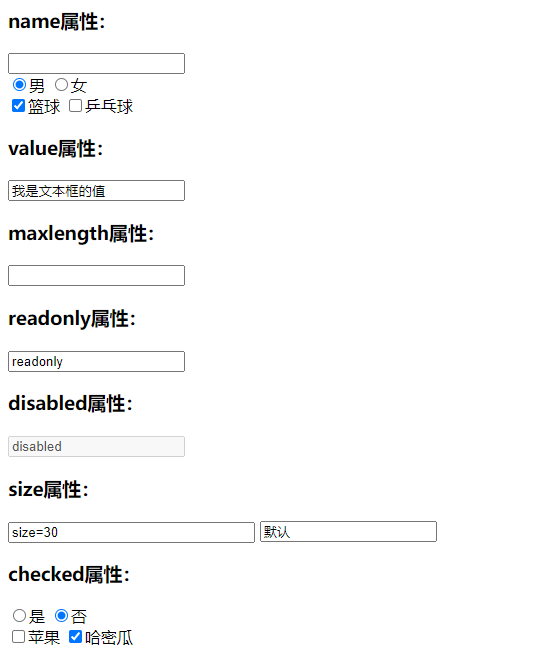 name属性：
男 女
篮球 乒乓球
value属性：
我是文本框的值
maxlength属性：
readonly属性：
readonly
disabled属性：
disabled
size属性：
size=30 默认
checked属性：
是 否
苹果 哈密瓜